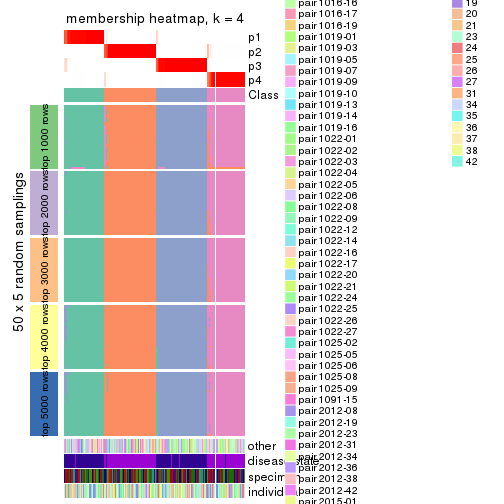 membership heatmap, k = 4
p1
p2
p3
p4
Class
50 x 5 random samplings
top 1000 rows
top 2000 rows
top 3000 rows
top 4000 rows
top 5000 rows
other
disease.state
specim
individ
pair1016-16
pair1016-17
pair1016-20
pair1019-01
pair1019-03
pair1019-05
pair1019-07
pair1019-09
pair1019-10
pair1019-13
pair1019-14
pair1019-16
pair1022-01
pair1022-02
pair1022-03
pair1022-04
pair1022-05
pair1022-06
pair1022-08
pair1022-09
pair1022-12
pair1022-14
pair1022-16
pair1022-17
pair1022-20
pair1022-21
pair1022-24
pair1022-25
pair1022-26
pair1022-27
pair1025-02
pair1025-05
pair1025-06
pair1025-08
pair1025-09
pair1091-15
pair2012-08
pair2012-19
pair2012-23
pair2012-31
pair2012-34
pair2012-36
pair2012-38
pair2012-42
pair2015-01
19
20
21
23
24
25
26
27
31
34
35
36
37
38
42